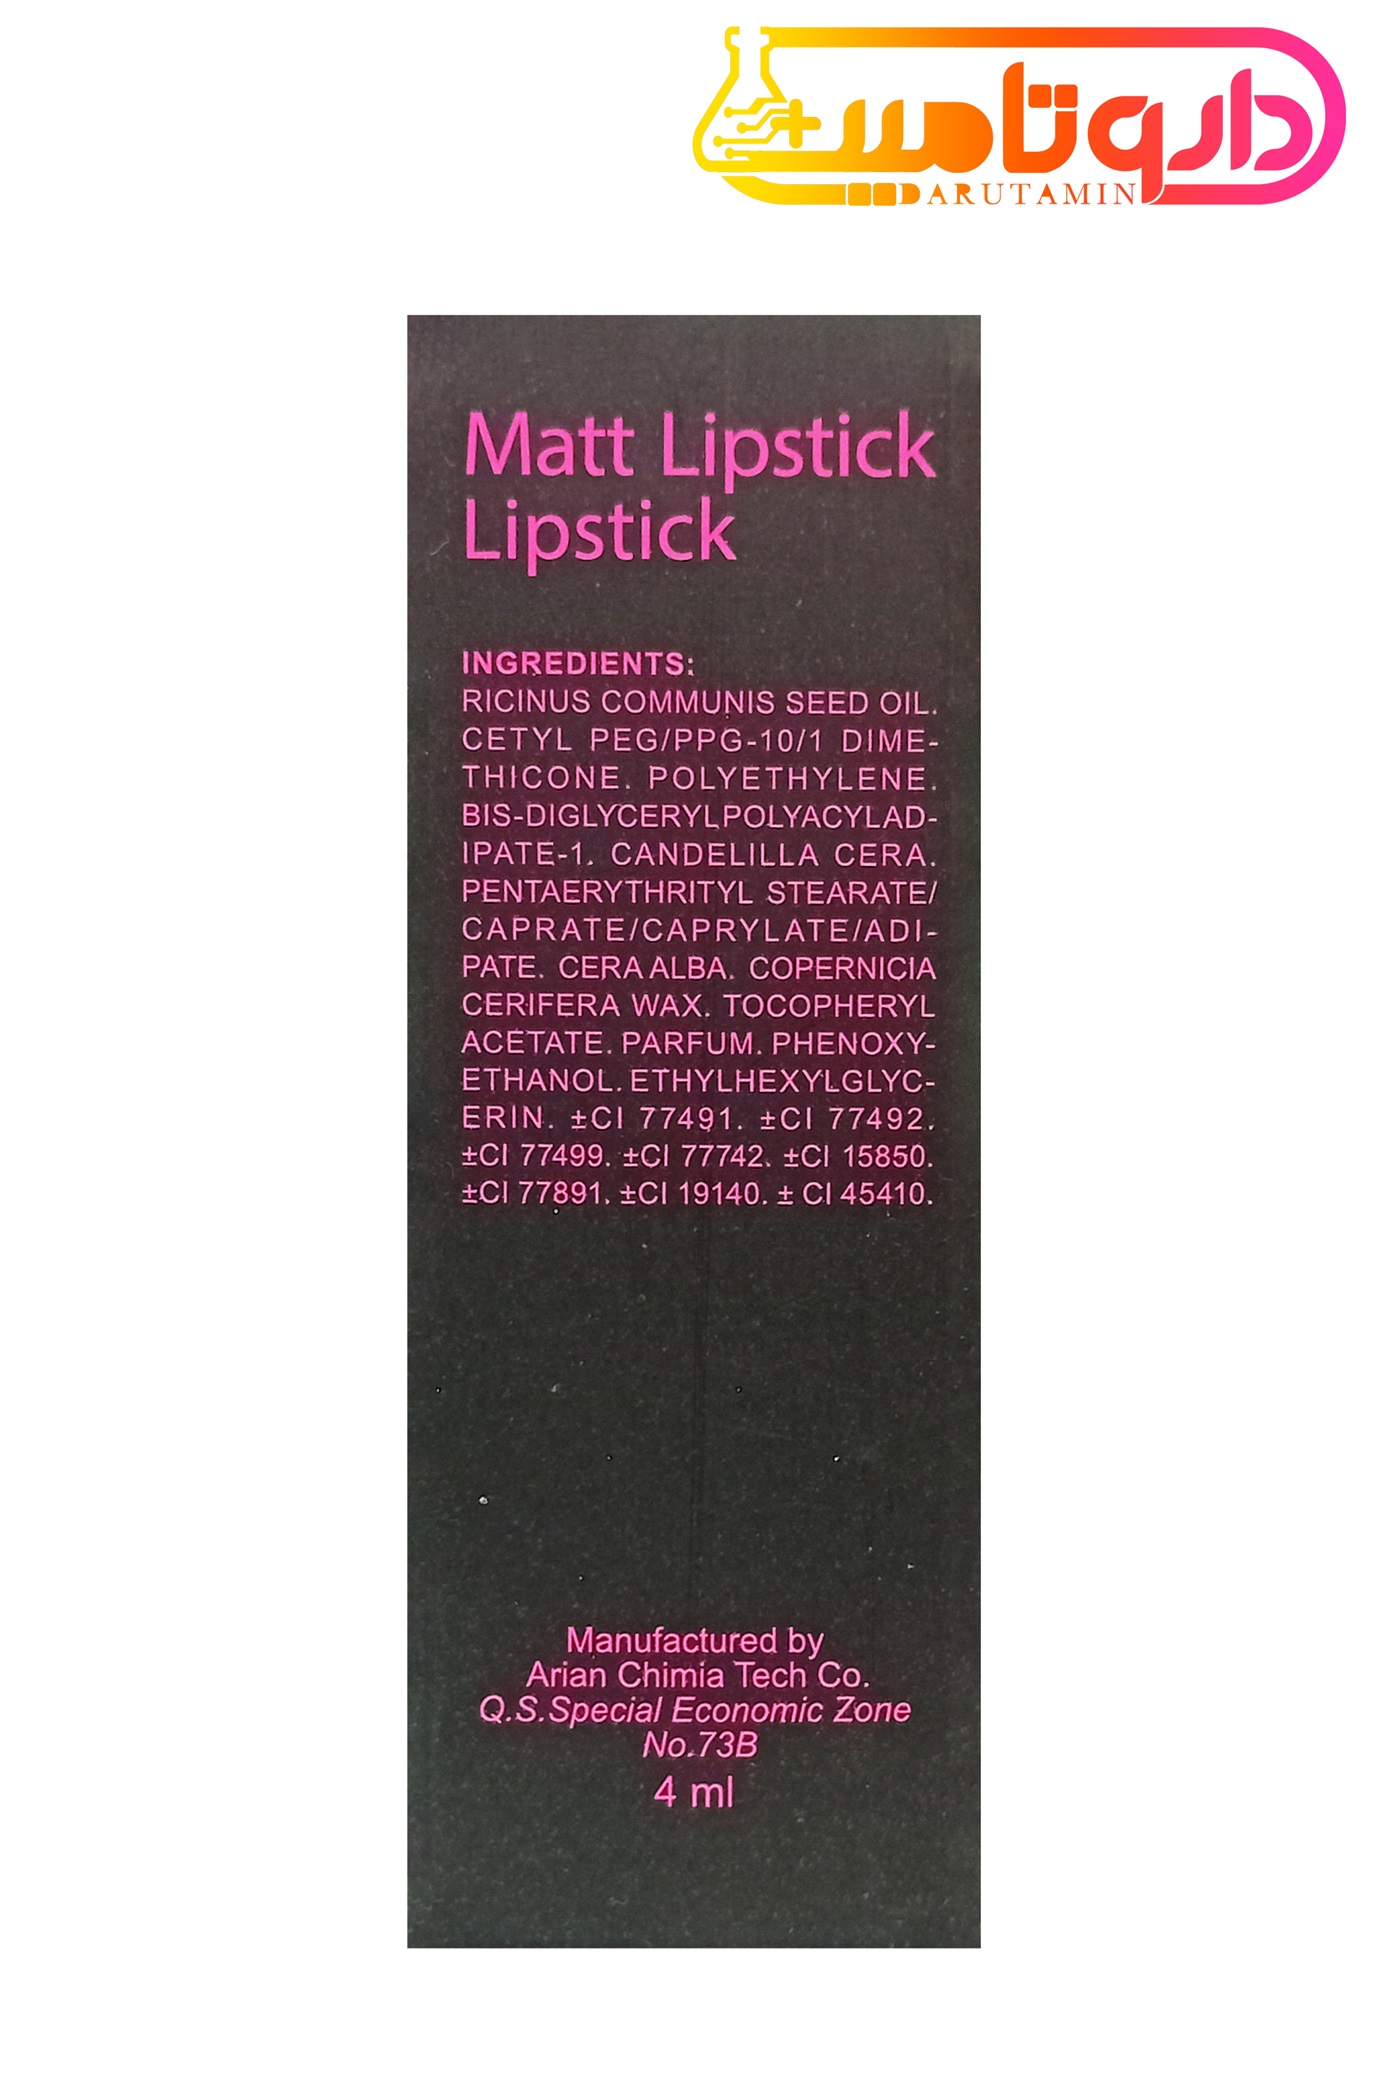 داروتامین
DARUTAMIN
Matt Lipstick
Lipstick
INGREDIENTS:
RICINUS COMMUNIS SEED OIL.
CETYL PEG/PPG-10/1 DIME-
THICONE. POLYETHYLENE.
BIS-DIGLYCERYLPOLYACYLAD-
IPATE-1. CANDELILLA CERA.
PENTAERYTHRITYL STEARATE/
CAPRATE/CAPRYLATE/ADI-
PATE. CERA ALBA. COPERNICIA
CERIFERA WAX. TOCOPHERYL
ACETATE. PARFUM. PHENOXY-
ETHANOL. ETHYLHEXYLGLYC-
ERIN. ±CI 77491. ±CI 77492.
±CI 77499. ±CI 77742. ±CI 15850.
±CI 77891. ±CI 19140. ± CI 45410.
Manufactured by
Arian Chimia Tech Co.
Q.S.Special Economic Zone
No.73B
4 ml